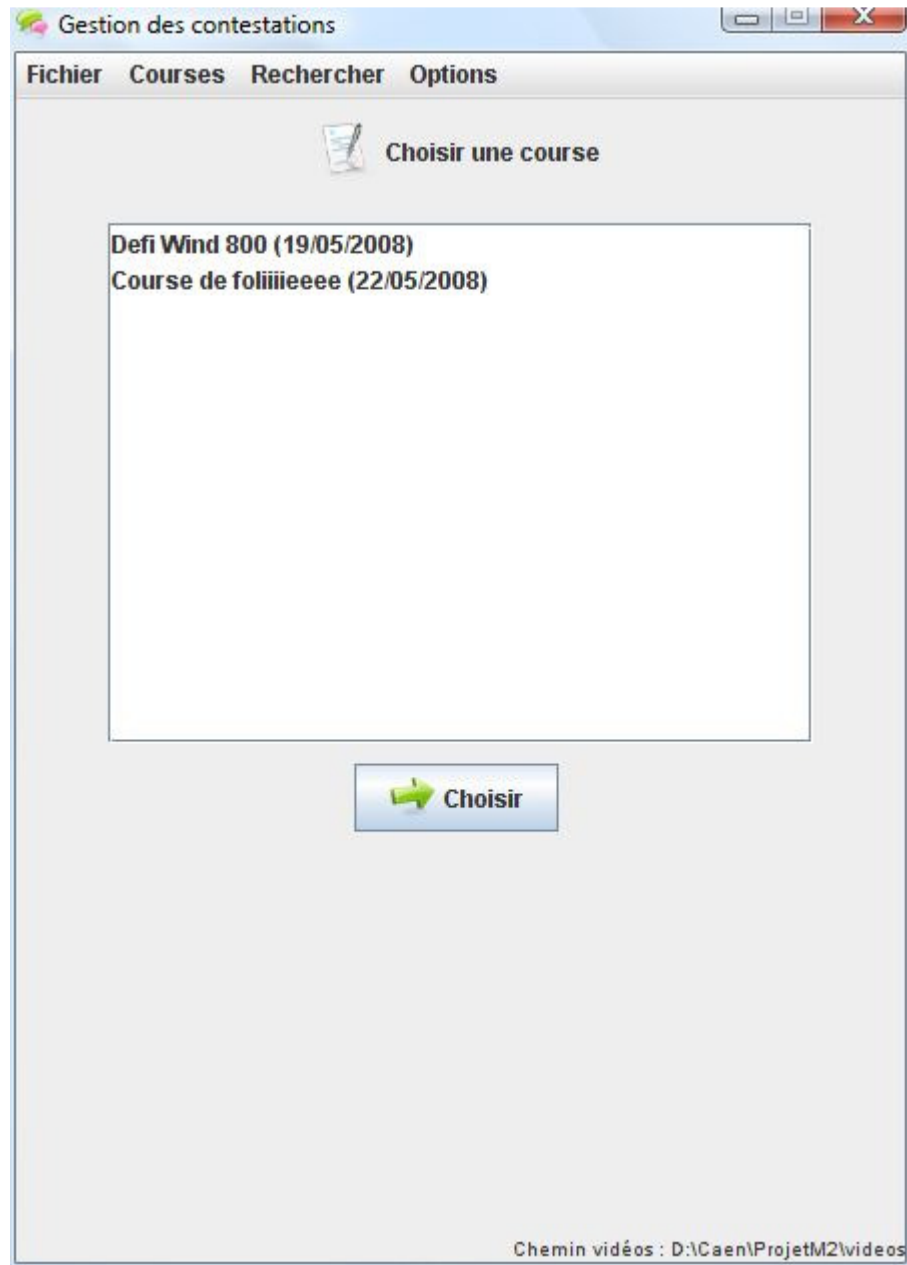 Gestion des contestations
Fichier Courses Rechercher Options
Choisir une course
Defi Wind 800 (19/05/2008)
Course de foliiiieeee (22/05/2008)
Choisir
Chemin vidéos : D:\Caen\ProjetM2\videos